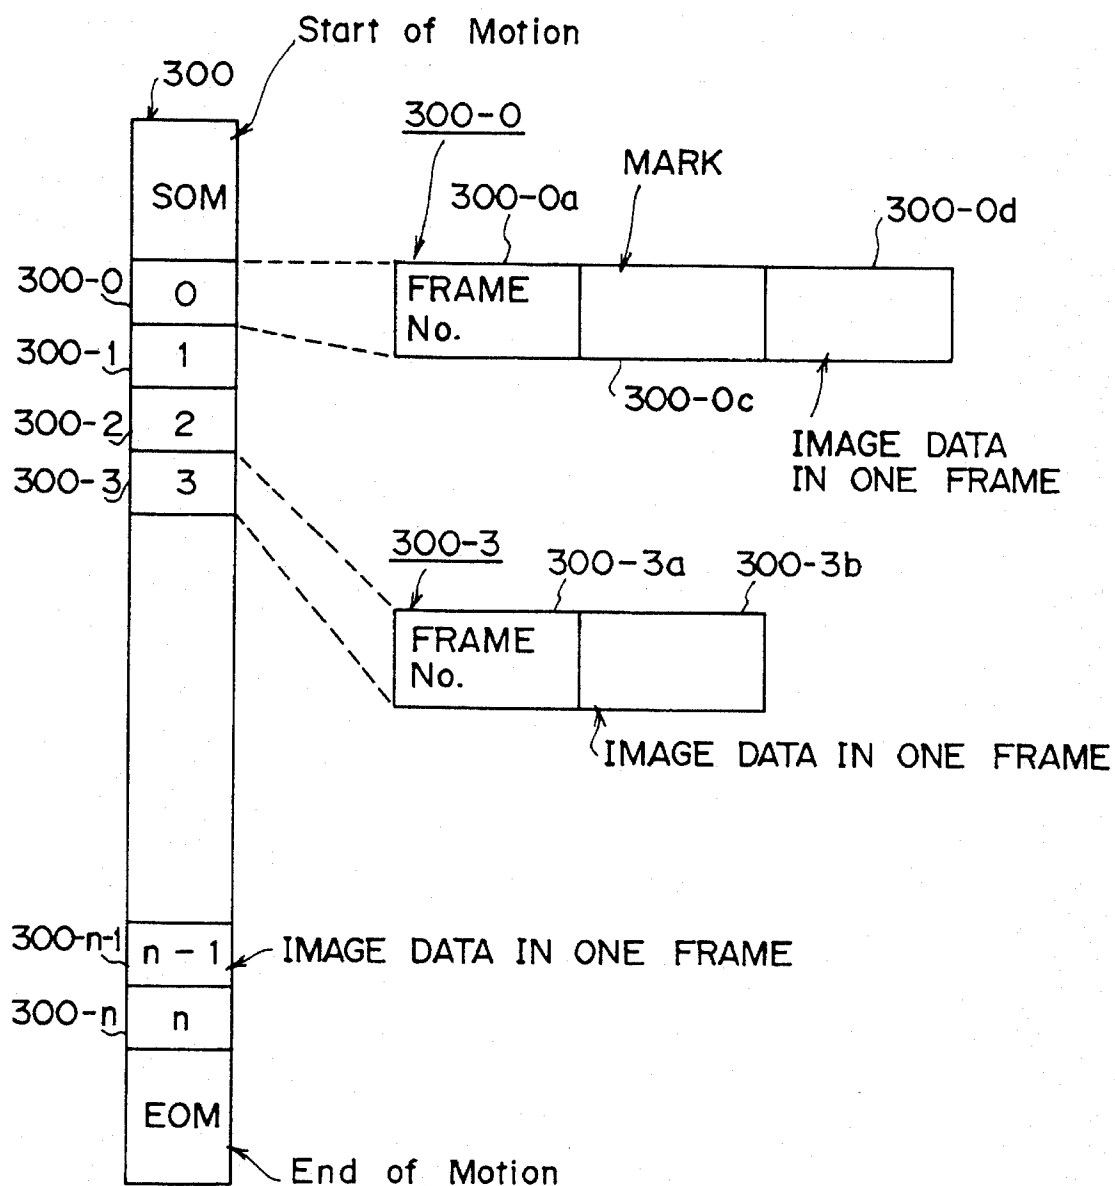 Start of Motion
300
300-0
MARK
300-0a
300-0d
SOM
300-0
0
FRAME
No.
300-1
1
300-0c
300-2
2
IMAGE DATA
IN ONE FRAME
300-3
3
300-3
300-3a
300-3b
FRAME
No.
IMAGE DATA IN ONE FRAME
300-n-1
n-1
IMAGE DATA IN ONE FRAME
300-n
n
EOM
End of Motion